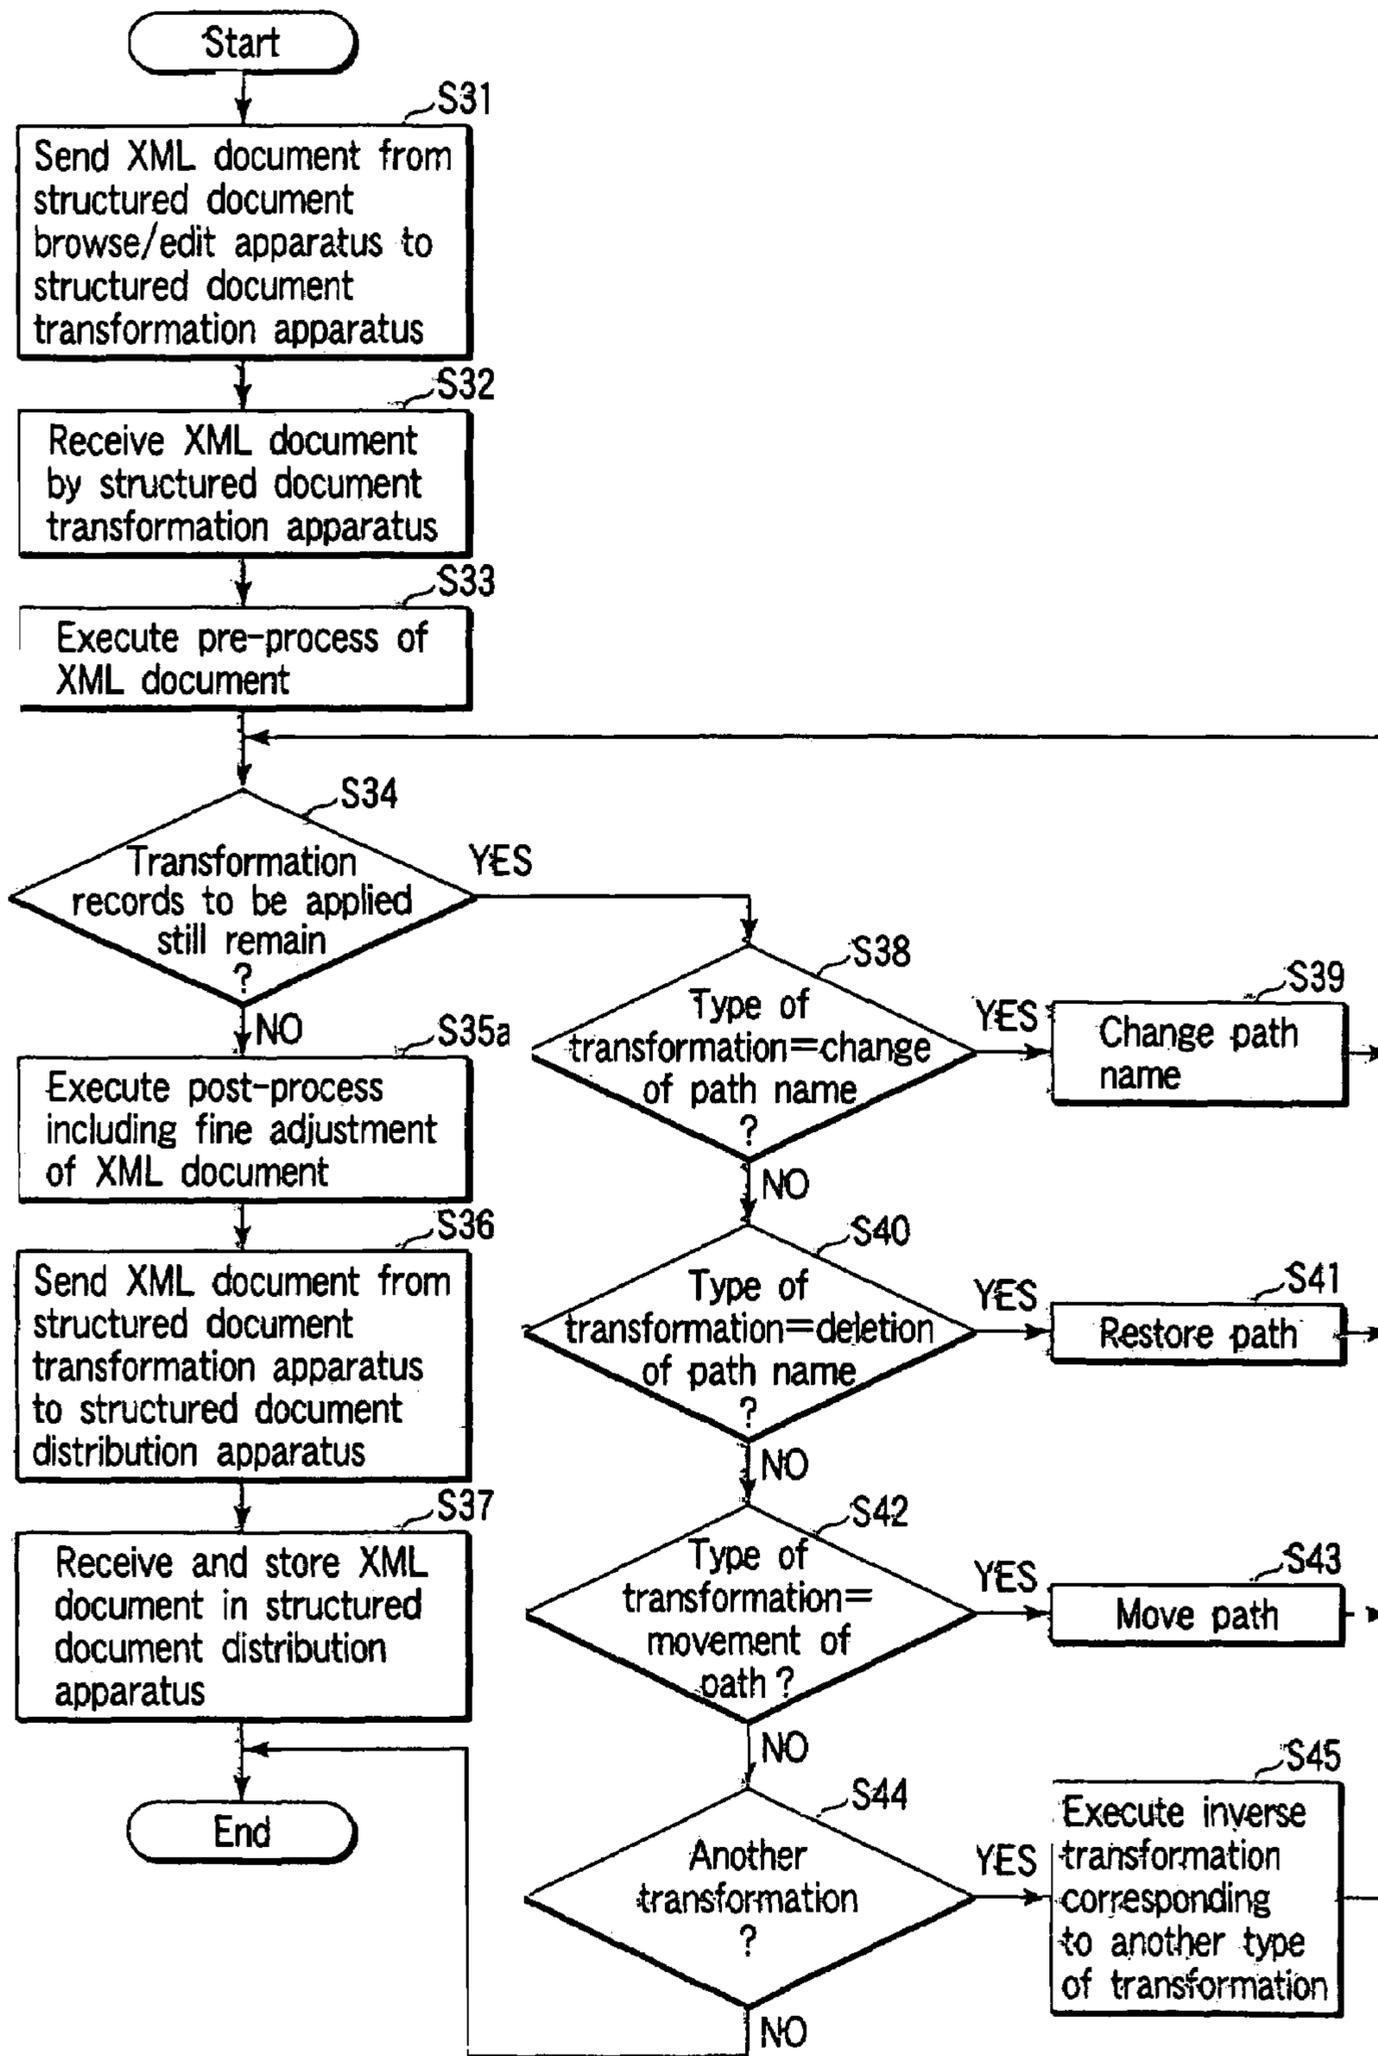 Start
S31
Send XML document from
structured document
browse/edit apparatus to
structured document
transformation apparatus
S32
Receive XML document
by structured document
transformation apparatus
S33
Execute pre-process of
XML document
S34
Transformation
records to be applied
still remain
?
YES
NO
S35a
Execute post-process
including fine adjustment
of XML document
S36
Send XML document from
structured document
transformation apparatus
to structured document
distribution apparatus
S37
Receive and store XML
document in structured
document distribution
apparatus
End
S38
Type of
transformation=change
of path name
?
YES
NO
S39
Change path
name
S40
Type of
transformation=deletion
of path name
?
YES
NO
S41
Restore path
S42
Type of
transformation=
movement of
path ?
YES
NO
S43
Move path
S44
Another
transformation
?
YES
NO
S45
Execute inverse
transformation
corresponding
to another type
of transformation